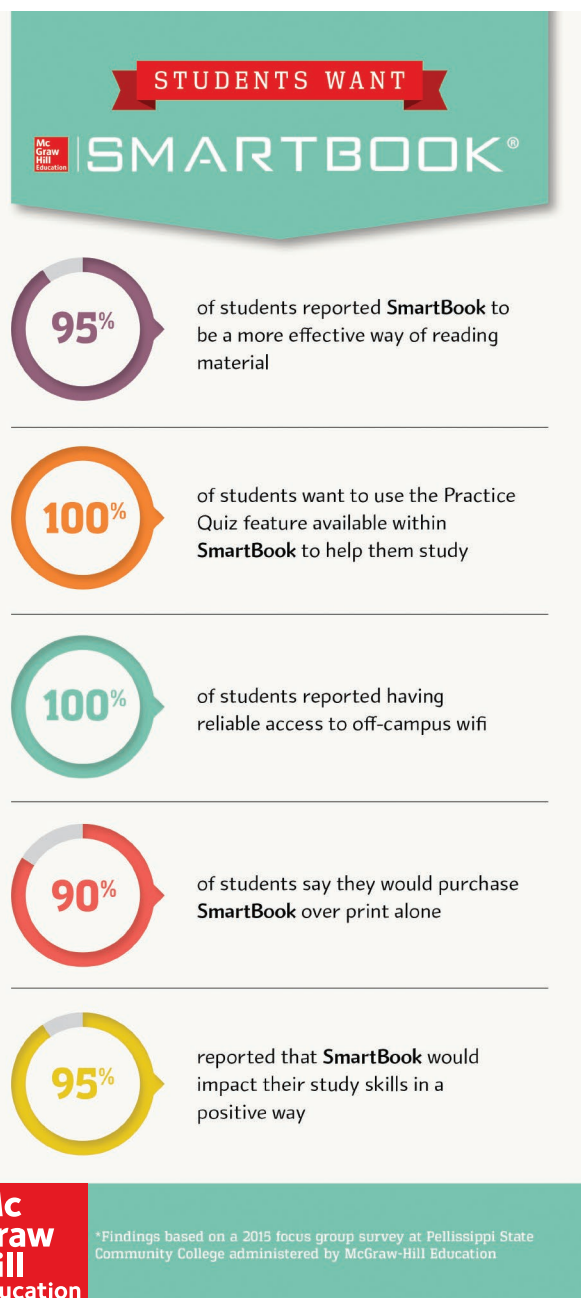 STUDENTS WANT
Mc
Graw
Hill
Education
SMARTBOOK®
95%
of students reported SmartBook to
be a more effective way of reading
material
100%
of students want to use the Practice
Quiz feature available within
SmartBook to help them study
100%
of students reported having
reliable access to off-campus wifi
90%
of students say they would purchase
SmartBook over print alone
95%
reported that SmartBook would
impact their study skills in a
positive way
Mc
raw
ill
ucation
*Findings based on a 2015 focus group survey at Pellissippi State
Community College administered by McGraw-Hill Education